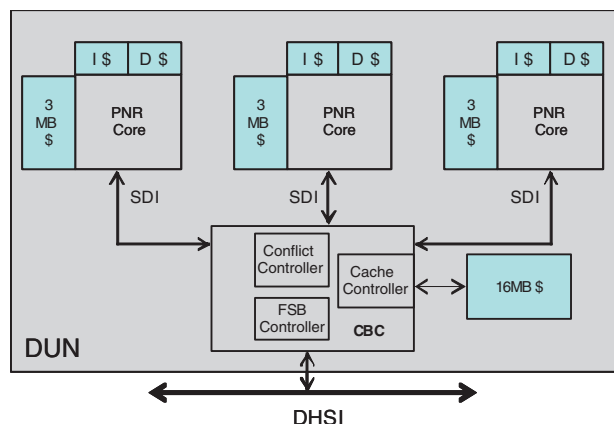 I $ D $
3
MB
$
PNR
Core
I $ D $
3
MB
$
PNR
Core
I $ D $
3
MB
$
PNR
Core
SDI
SDI
SDI
Conflict
Controller
Cache
Controller
16MB $
FSB
Controller
CBC
DUN
DHSI